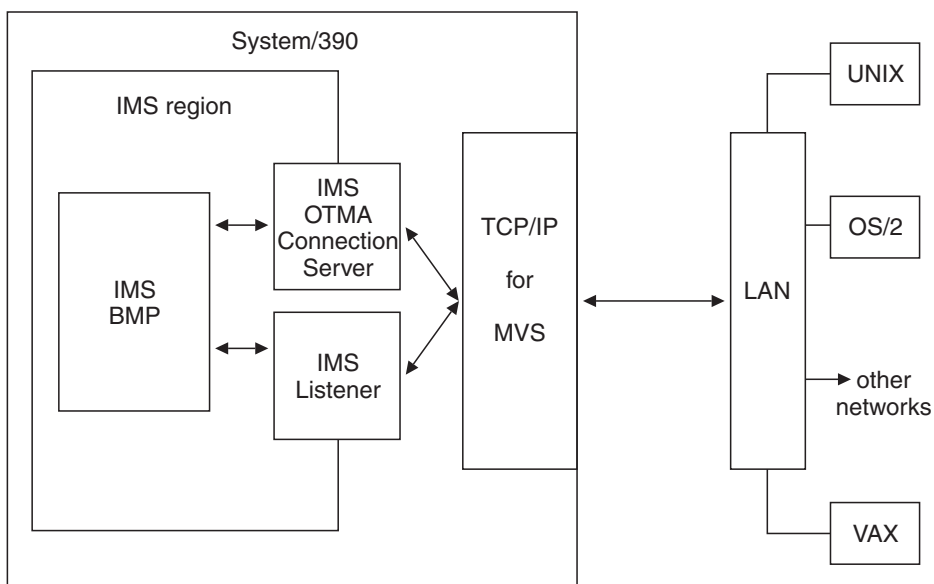 System/390
IMS region
IMS
OTMA
Connection
Server
IMS
BMP
IMS
Listener
TCP/IP
for
MVS
LAN
UNIX
OS/2
other
networks
VAX